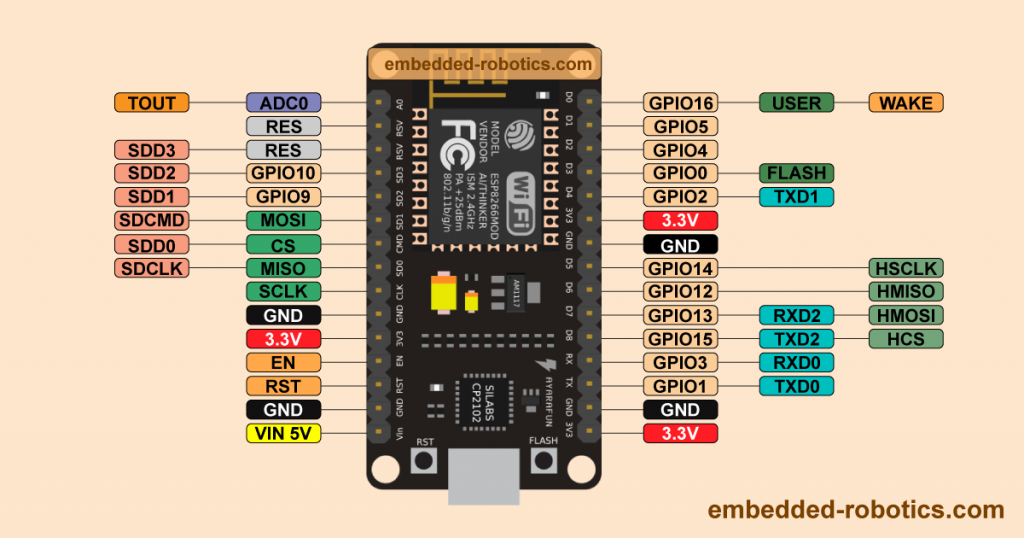 embedded-robotics.com
TOUT ADC0 A0 D0 GPIO16 USER WAKE
RES RSV D1 GPIO5
SDD3 RES RSV D2 GPIO4
SDD2 GPIO10 SD3 D3 GPIO0 FLASH
SDD1 GPIO9 SD2 D4 GPIO2 TXD1
SDCMD MOSI SD1 3V3 3.3V
SDD0 CS CMD GND GND
SDCLK MISO SD0 D5 GPIO14 HSCLK
SCLK CLK D6 GPIO12 HMISO
GND GND D7 GPIO13 RXD2 HMOSI
3.3V 3V3 D8 GPIO15 TXD2 HCS
EN EN RX GPIO3 RXD0
RST RST TX GPIO1 TXD0
GND GND GND GND
VIN 5V Vin 3V3 3.3V
MODEL ESP8266MOD
VENDOR AI/THINKER
ISM 2.4GHz
PA +25dBm
802.11b/g/n
FC
Wi Fi
AM1117
SILABS
CP2102
AYARAFUN
RST
FLASH
embedded-robotics.com